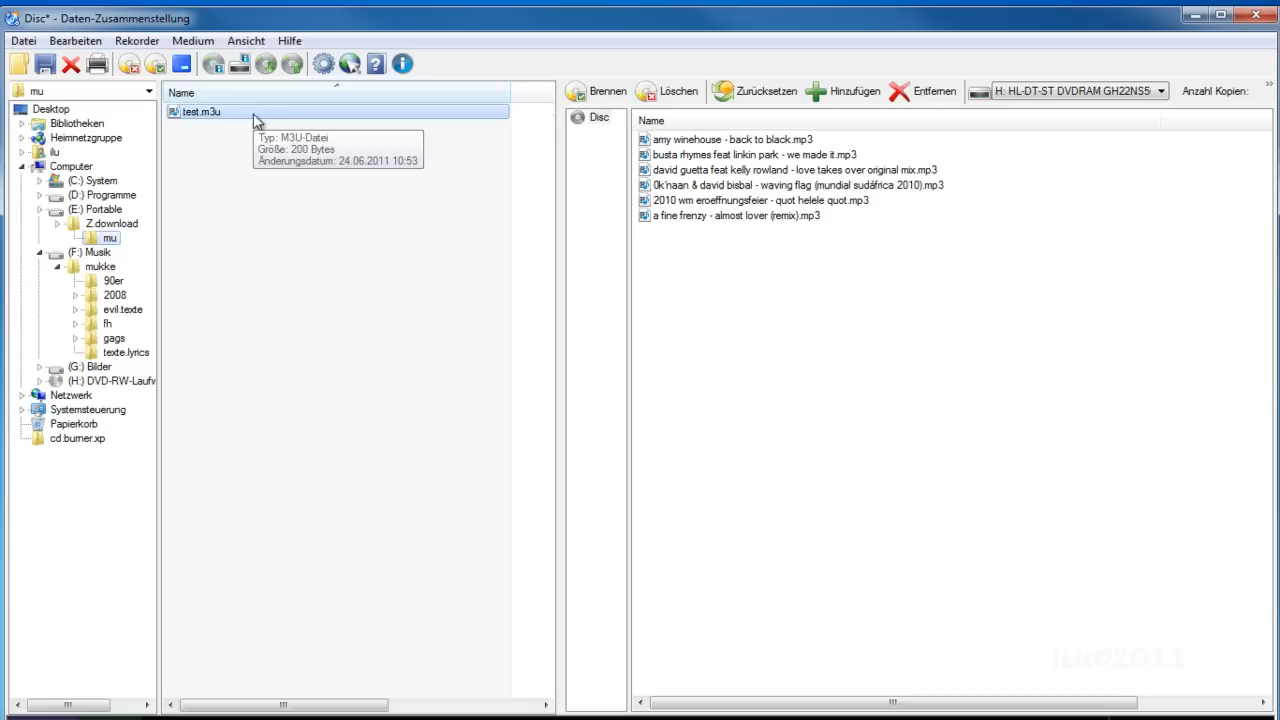 Disc* - Daten-Zusammenstellung
Datei Bearbeiten Rekorder Medium Ansicht Hilfe
mu
Desktop
Bibliotheken
Heimnetzgruppe
ilu
Computer
(C:) System
(D:) Programme
(E:) Portable
Z.download
mu
(F:) Musik
mukke
90er
2008
evil.texte
fh
gags
texte.lyrics
(G:) Bilder
(H:) DVD-RW-Laufw
Netzwerk
Systemsteuerung
Papierkorb
cd.burner.xp
Name
test.m3u
Typ: M3U-Datei
Größe: 200 Bytes
Änderungsdatum: 24.06.2011 10:53
Brennen Löschen Zurücksetzen Hinzufügen Entfernen H: HL-DT-ST DVDRAM GH22NS5 Anzahl Kopien:
Disc
Name
amy winehouse - back to black.mp3
busta rhymes feat linkin park - we made it.mp3
david guetta feat kelly rowland - love takes over original mix.mp3
0k'naan & david bisbal - waving flag (mundial sudáfrica 2010).mp3
2010 wm eroeffnungsfeier - quot helele quot.mp3
a fine frenzy - almost lover (remix).mp3
ilu©2011